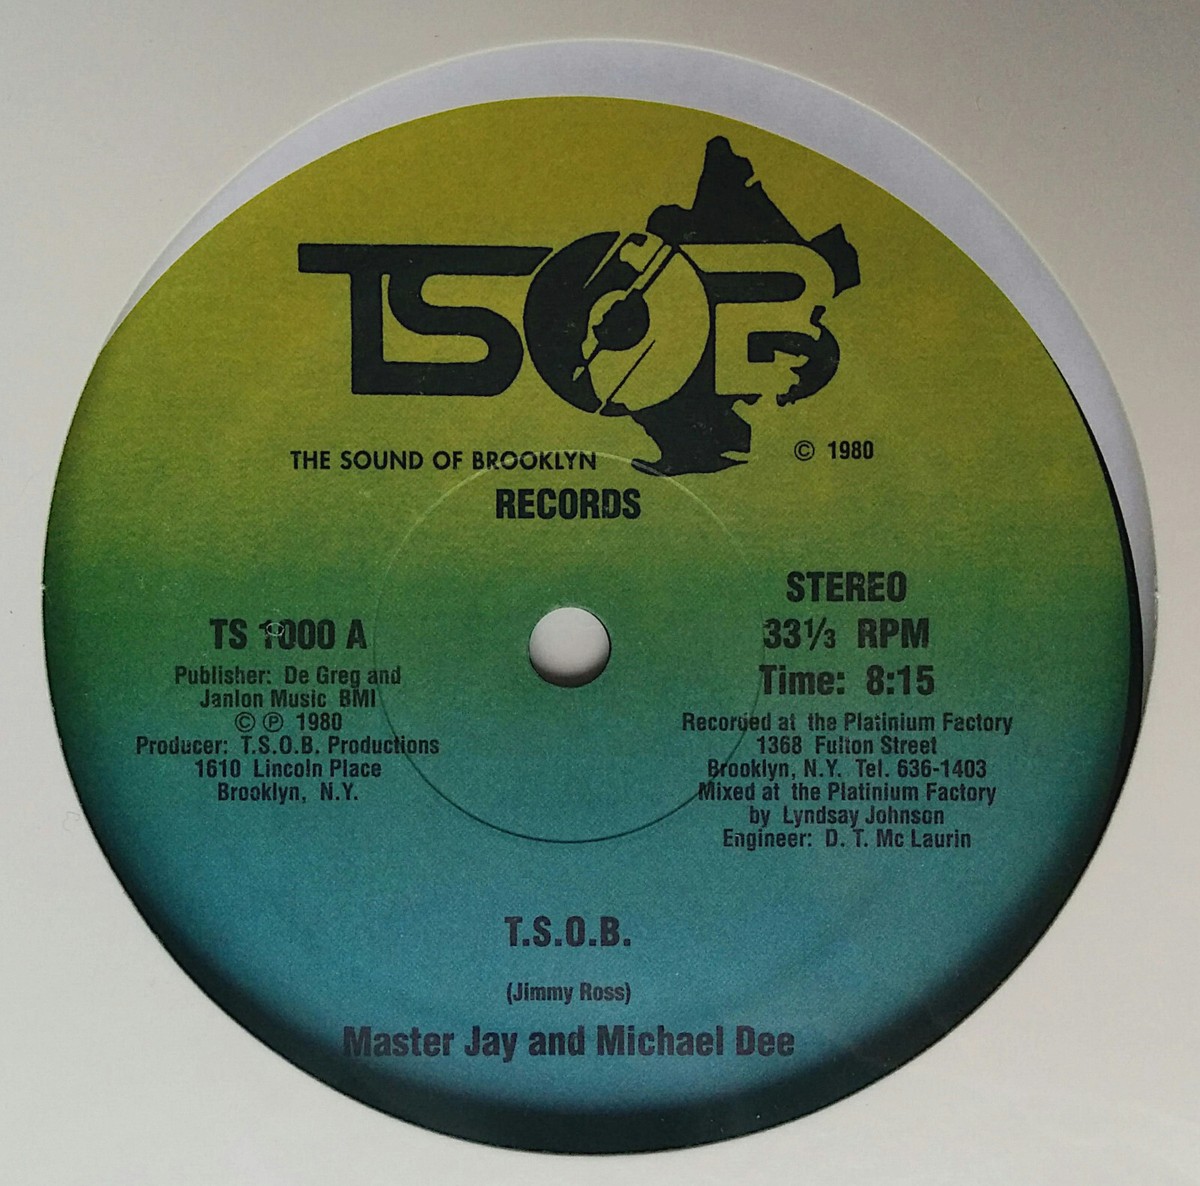 TSOB
THE SOUND OF BROOKLYN
© 1980
RECORDS
TS 1000 A
Publisher: De Greg and
Janlon Music BMI
© ℗ 1980
Producer: T.S.O.B. Productions
1610 Lincoln Place
Brooklyn, N.Y.
STEREO
33⅓ RPM
Time: 8:15
Recorded at the Platinium Factory
1368 Fulton Street
Brooklyn, N.Y. Tel. 636-1403
Mixed at the Platinium Factory
by Lyndsay Johnson
Engineer: D. T. Mc Laurin
T.S.O.B.
(Jimmy Ross)
Master Jay and Michael Dee